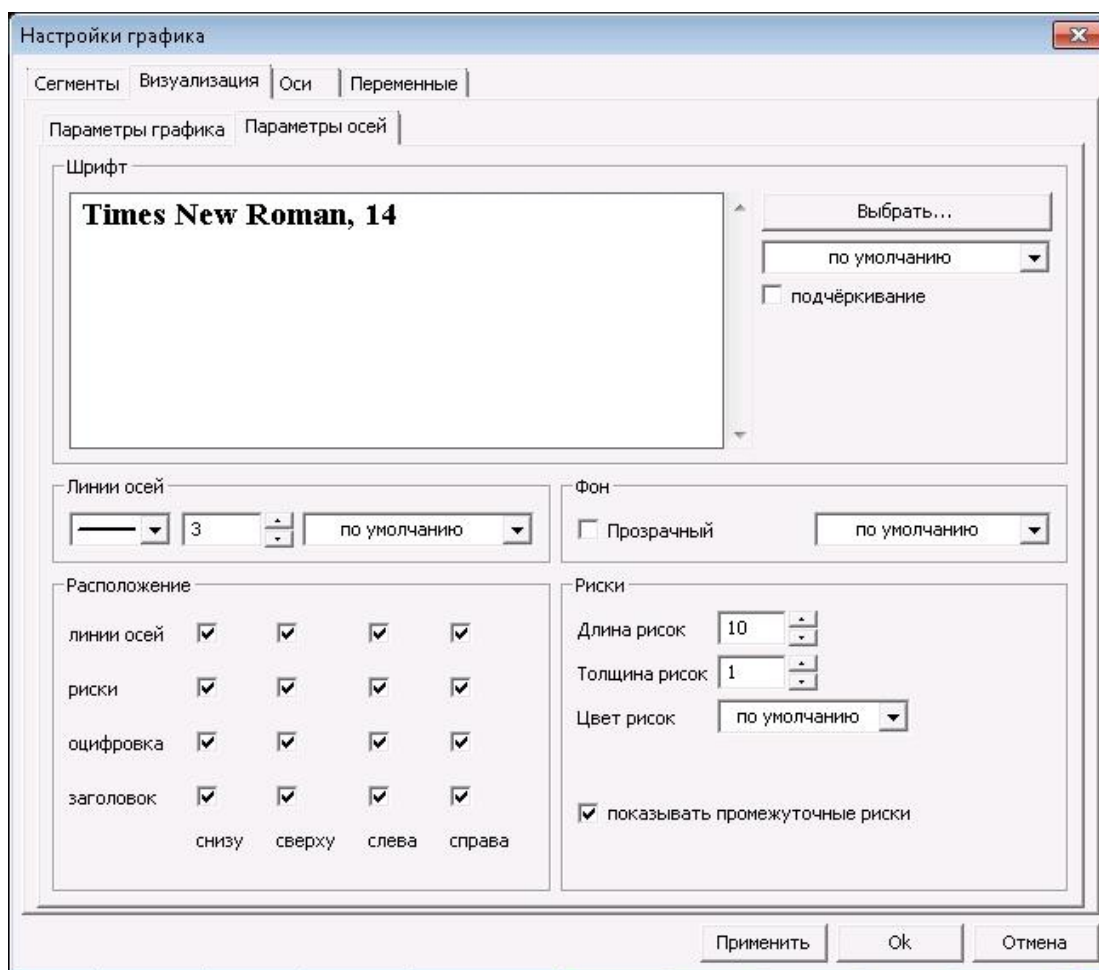 Настройки графика
Сегменты Визуализация Оси Переменные
Параметры графика Параметры осей
Шрифт
Times New Roman, 14
Выбрать...
по умолчанию
подчёркивание
Линии осей
3 по умолчанию
Фон
Прозрачный по умолчанию
Расположение
линии осей
риски
оцифровка
заголовок
снизу сверху слева справа
Риски
Длина рисок 10
Толщина рисок 1
Цвет рисок по умолчанию
показывать промежуточные риски
Применить Ok Отмена